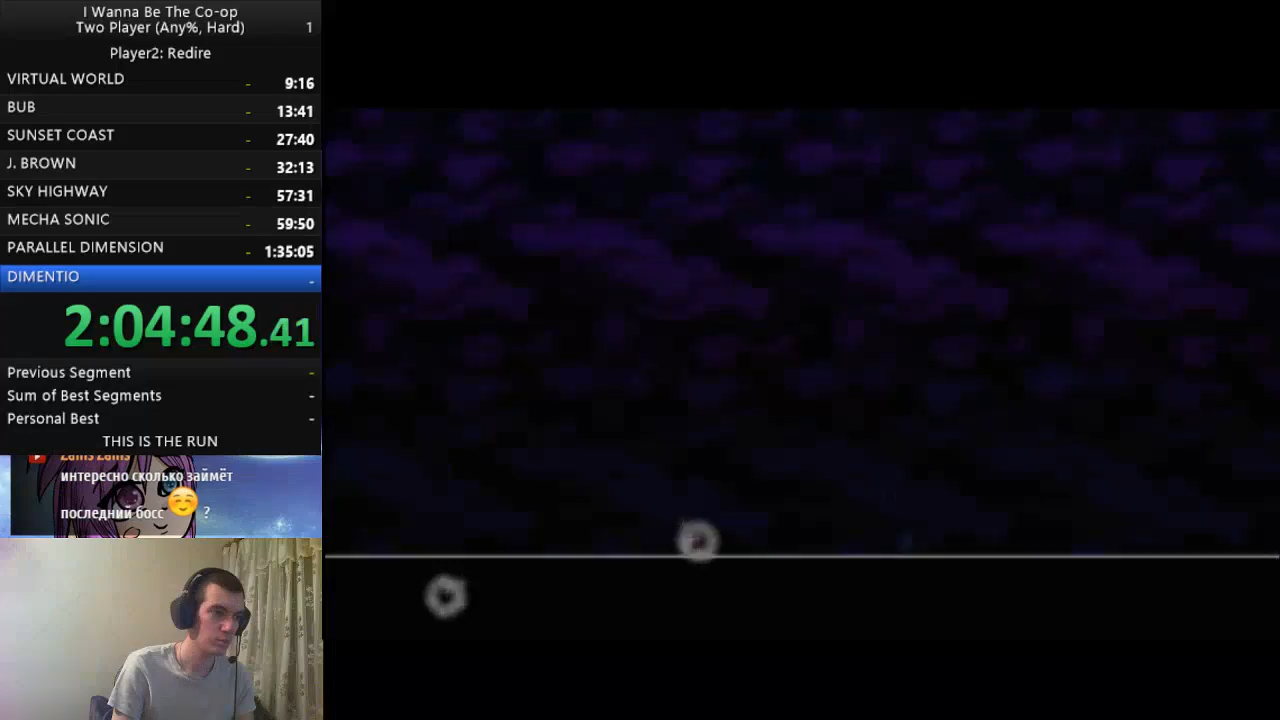 I Wanna Be The Co-op
Two Player (Any%, Hard) 1
Player2: Redire
VIRTUAL WORLD - 9:16
BUB - 13:41
SUNSET COAST - 27:40
J. BROWN - 32:13
SKY HIGHWAY - 57:31
MECHA SONIC - 59:50
PARALLEL DIMENSION - 1:35:05
DIMENTIO -
2:04:48.41
Previous Segment -
Sum of Best Segments -
Personal Best -
THIS IS THE RUN
Zams Zams
интересно сколько займёт
последний босс ?